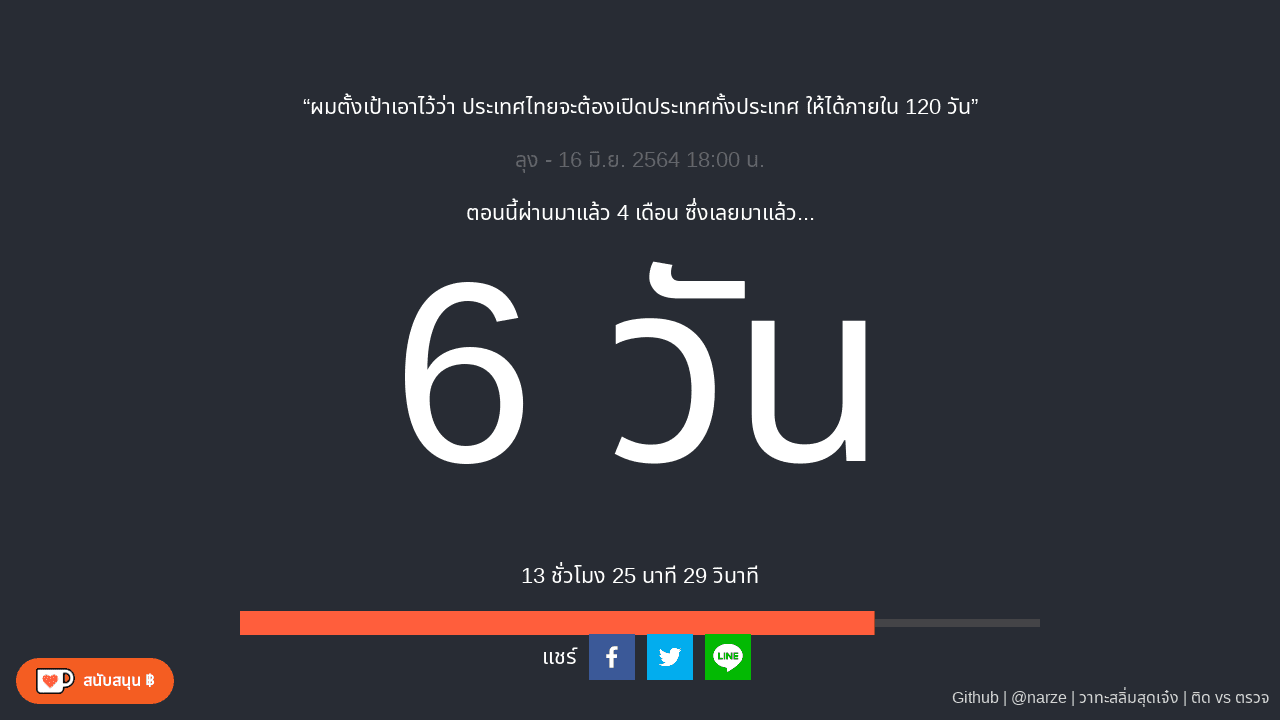 “ผมตั้งเป้าเอาไว้ว่า ประเทศไทยจะต้องเปิดประเทศทั้งประเทศ ให้ได้ภายใน 120 วัน”
ลุง - 16 มิ.ย. 2564 18:00 น.
ตอนนี้ผ่านมาแล้ว 4 เดือน ซึ่งเลยมาแล้ว...
6 วัน
13 ชั่วโมง 25 นาที 29 วินาที
แชร์
LINE
สนับสนุน ฿
Github | @narze | วาทะสลิ่มสุดเจ๋ง | ติด vs ตรวจ